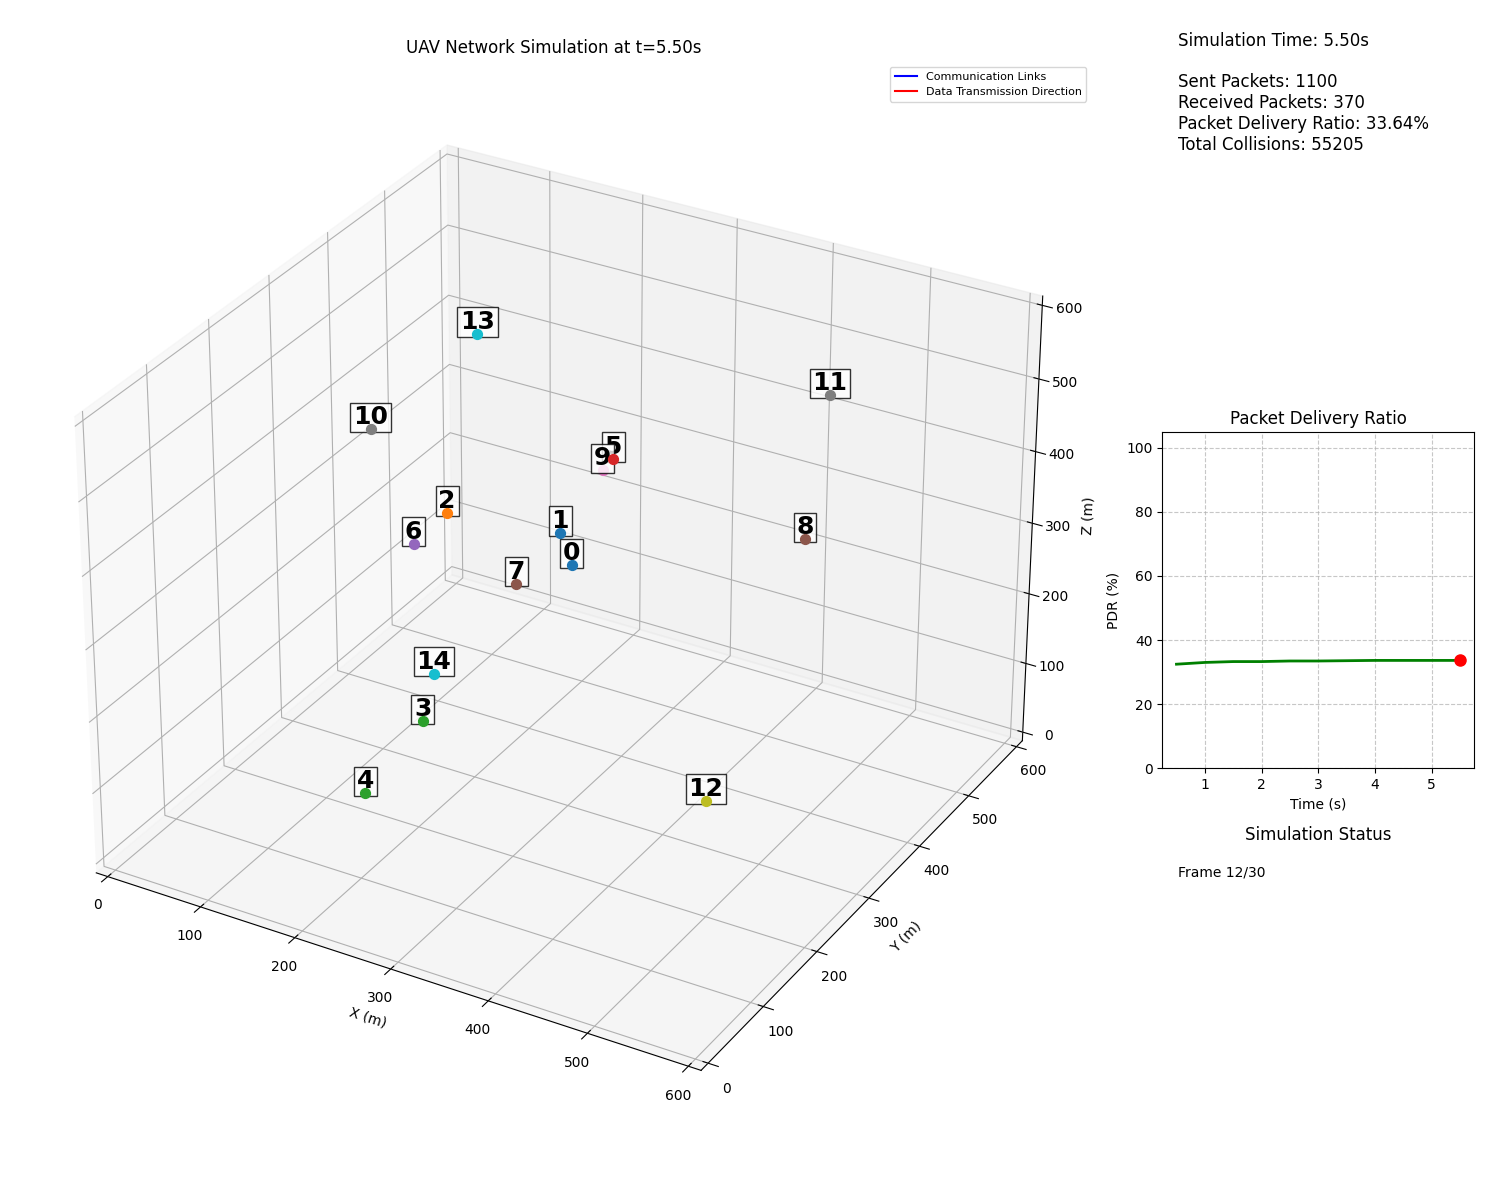 UAV Network Simulation at t=5.50s
Communication Links
Data Transmission Direction
Simulation Time: 5.50s
Sent Packets: 1100
Received Packets: 370
Packet Delivery Ratio: 33.64%
Total Collisions: 55205
13
11
10
5
9
2
1
6
0
8
7
14
3
4
12
600
500
400
300
200
100
0
Z (m)
600
500
400
300
200
100
0
Y (m)
0
100
200
300
400
500
600
X (m)
Packet Delivery Ratio
100
80
60
40
20
0
PDR (%)
1 2 3 4 5
Time (s)
Simulation Status
Frame 12/30